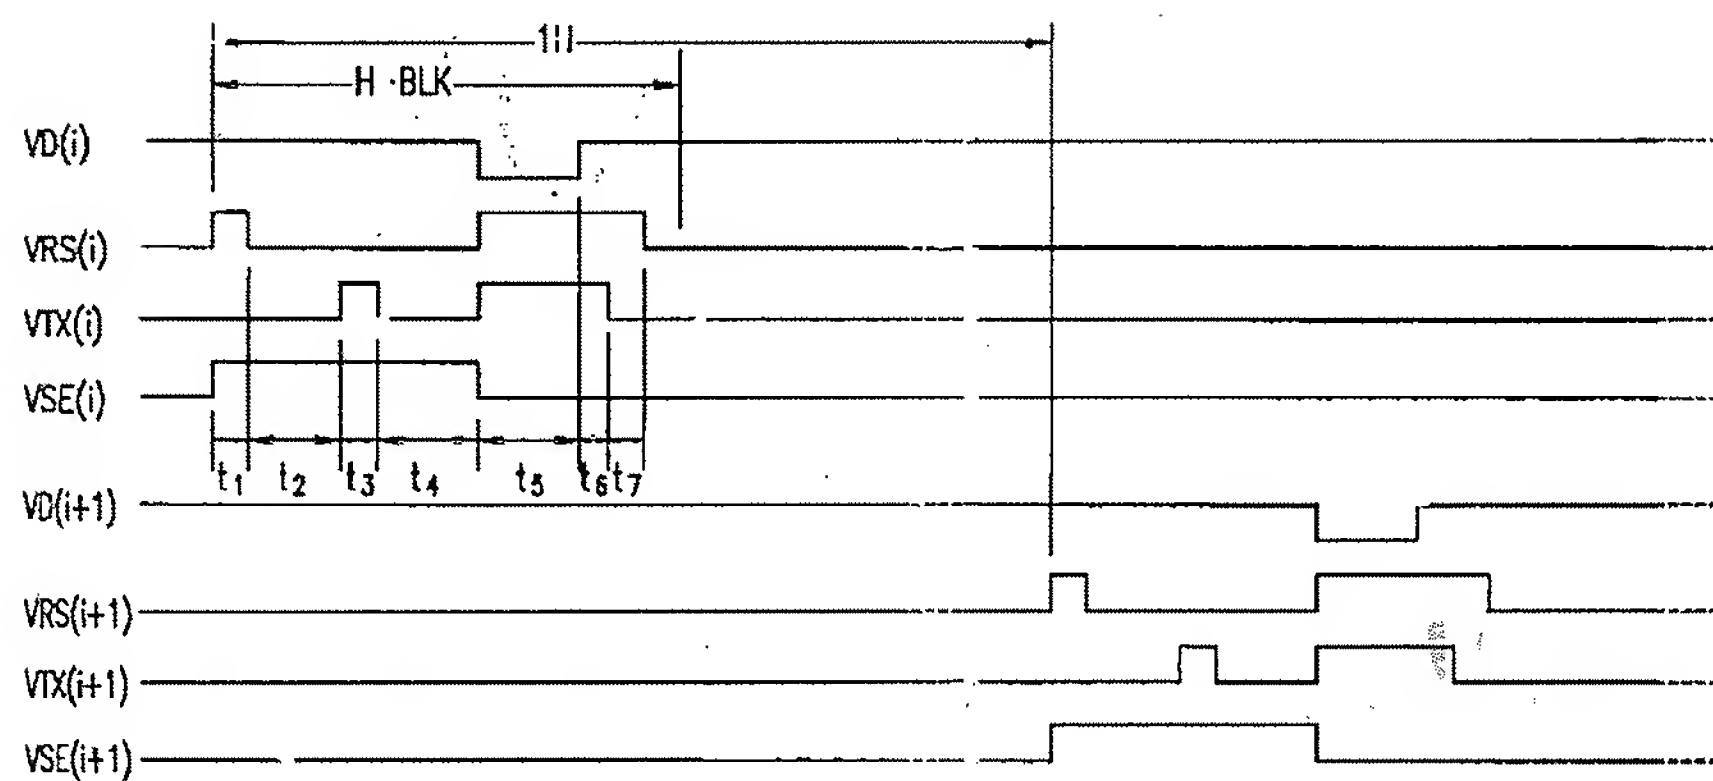 1H
H ·BLK
VD(i)
VRS(i)
VTX(i)
VSE(i)
t1 t2 t3 t4 t5 t6 t7
VD(i+1)
VRS(i+1)
VTX(i+1)
VSE(i+1)